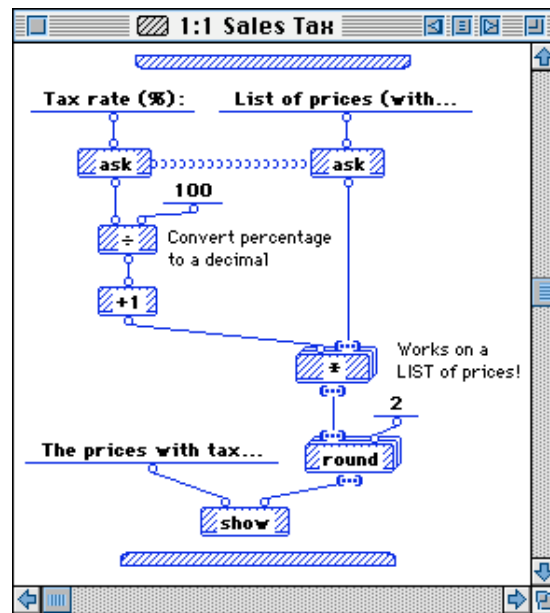 1:1 Sales Tax
Tax rate (%):
List of prices (with...
ask
ask
100
÷
Convert percentage
to a decimal
+1
*
Works on a
LIST of prices!
2
The prices with tax...
round
show